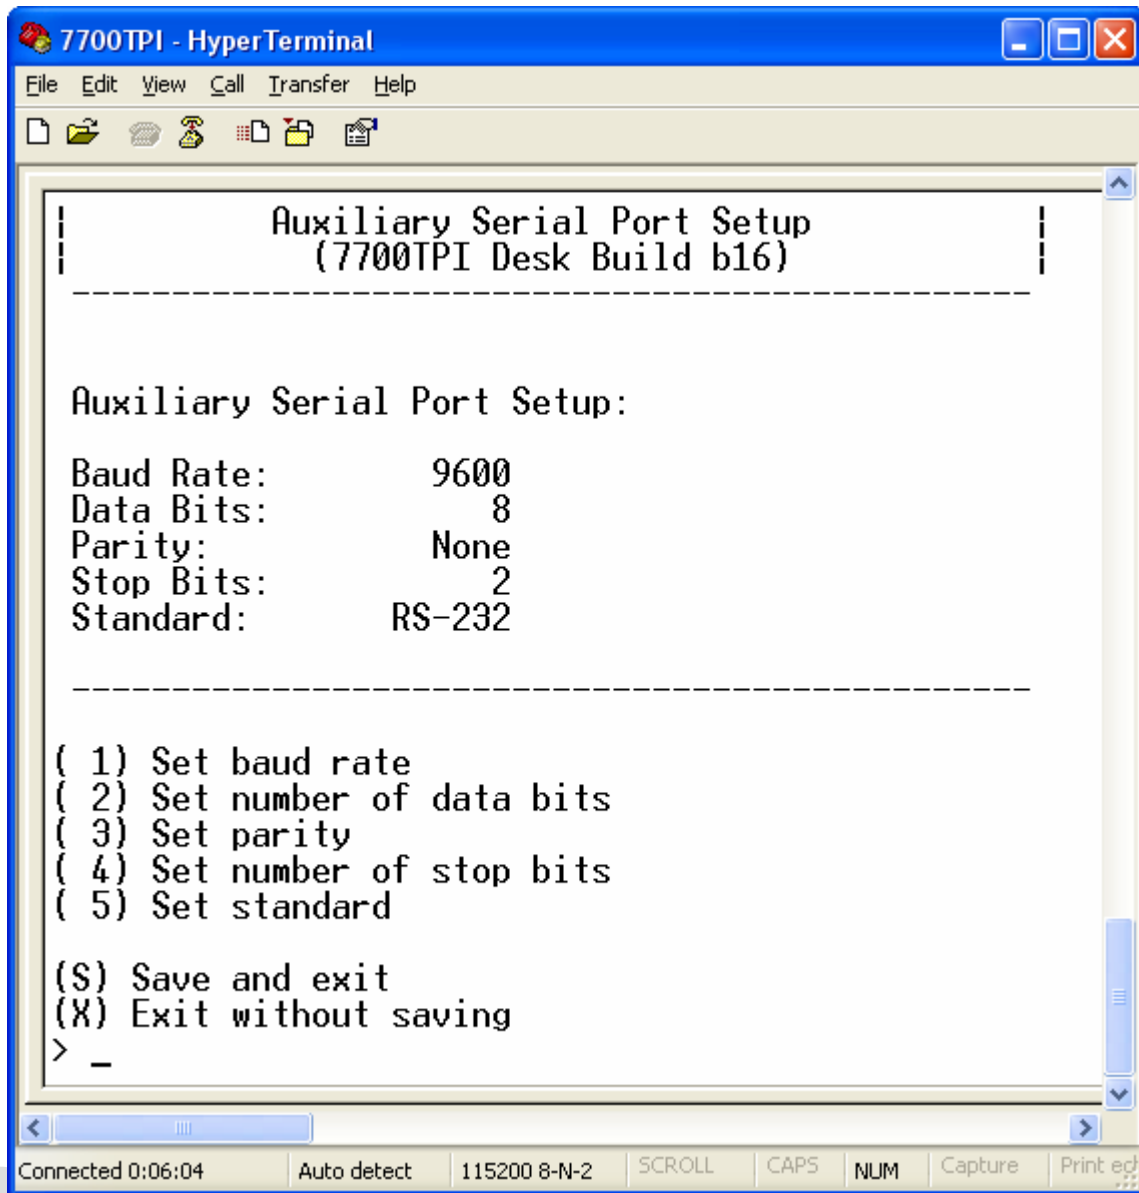 7700TPI - HyperTerminal
File Edit View Call Transfer Help
Auxiliary Serial Port Setup
(7700TPI Desk Build b16)
Auxiliary Serial Port Setup:
Baud Rate: 9600
Data Bits: 8
Parity: None
Stop Bits: 2
Standard: RS-232
( 1) Set baud rate
( 2) Set number of data bits
( 3) Set parity
( 4) Set number of stop bits
( 5) Set standard
(S) Save and exit
(X) Exit without saving
> _
Connected 0:06:04 Auto detect 115200 8-N-2 SCROLL CAPS NUM Capture Print